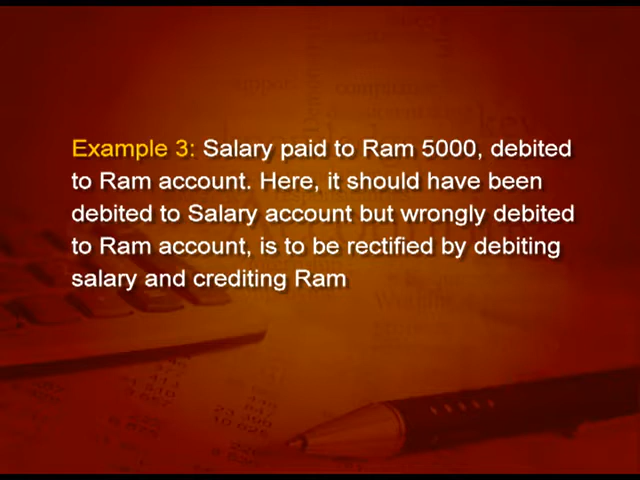 Example 3: Salary paid to Ram 5000, debited
to Ram account. Here, it should have been
debited to Salary account but wrongly debited
to Ram account, is to be rectified by debiting
salary and crediting Ram